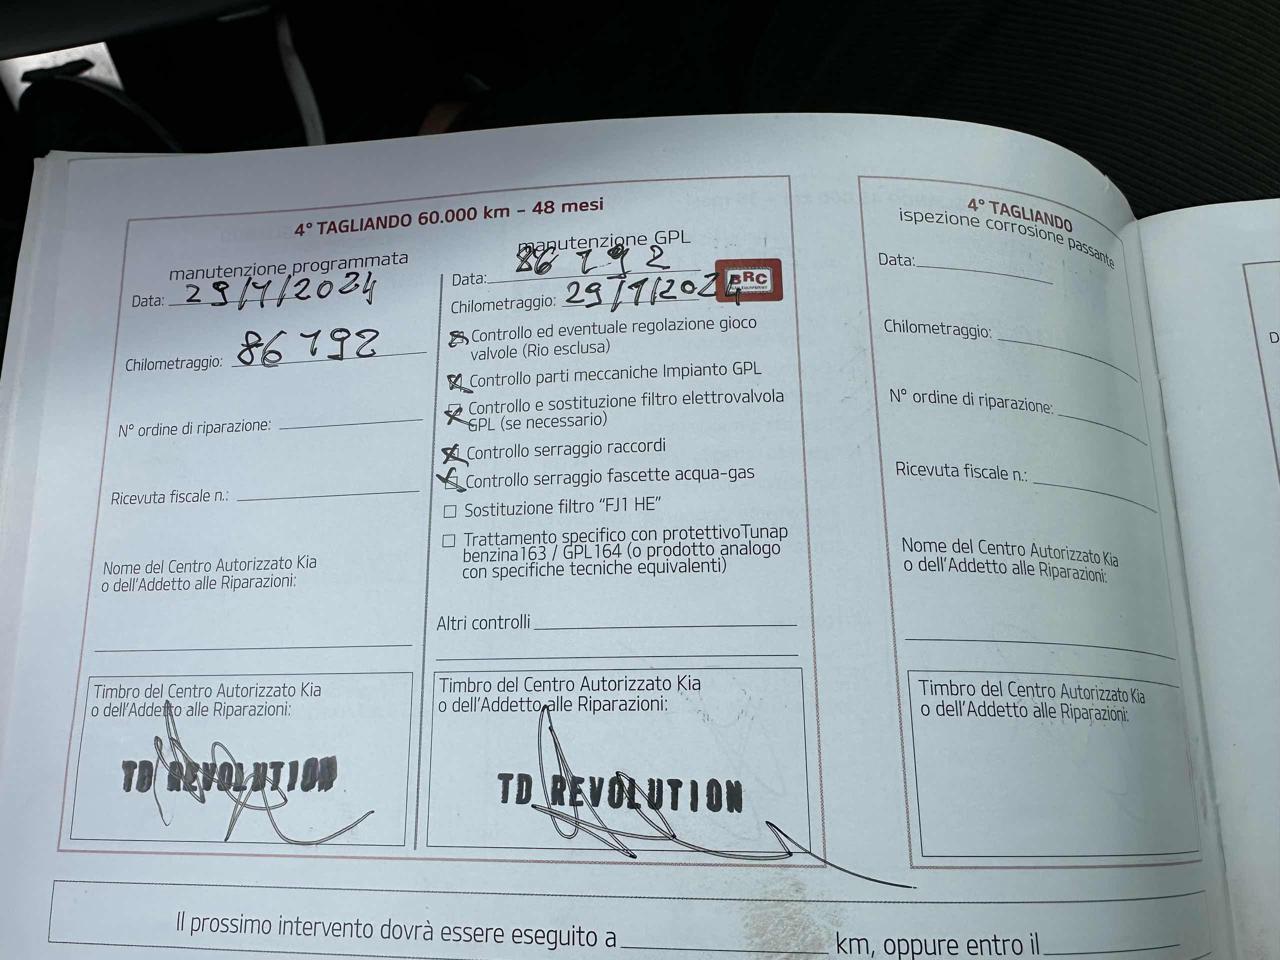 4° TAGLIANDO 60.000 km - 48 mesi
manutenzione programmata
Data: 29/1/2024
Chilometraggio: 86192
N° ordine di riparazione:
Ricevuta fiscale n.:
Nome del Centro Autorizzato Kia
o dell'Addetto alle Riparazioni:
Timbro del Centro Autorizzato Kia
o dell'Addetto alle Riparazioni:
TD REVOLUTION
manutenzione GPL
Data: 86192
Chilometraggio: 29/1/2024
BRC
Controllo ed eventuale regolazione gioco
valvole (Rio esclusa)
Controllo parti meccaniche Impianto GPL
Controllo e sostituzione filtro elettrovalvola
GPL (se necessario)
Controllo serraggio raccordi
Controllo serraggio fascette acqua-gas
Sostituzione filtro "FJ1 HE"
Trattamento specifico con protettivoTunap
benzina163 / GPL164 (o prodotto analogo
con specifiche tecniche equivalenti)
Altri controlli
Timbro del Centro Autorizzato Kia
o dell'Addetto alle Riparazioni:
TD REVOLUTION
4° TAGLIANDO
ispezione corrosione passante
Data:
Chilometraggio:
N° ordine di riparazione:
Ricevuta fiscale n.:
Nome del Centro Autorizzato Kia
o dell'Addetto alle Riparazioni:
Timbro del Centro Autorizzato Kia
o dell'Addetto alle Riparazioni:
Il prossimo intervento dovrà essere eseguito a km, oppure entro il